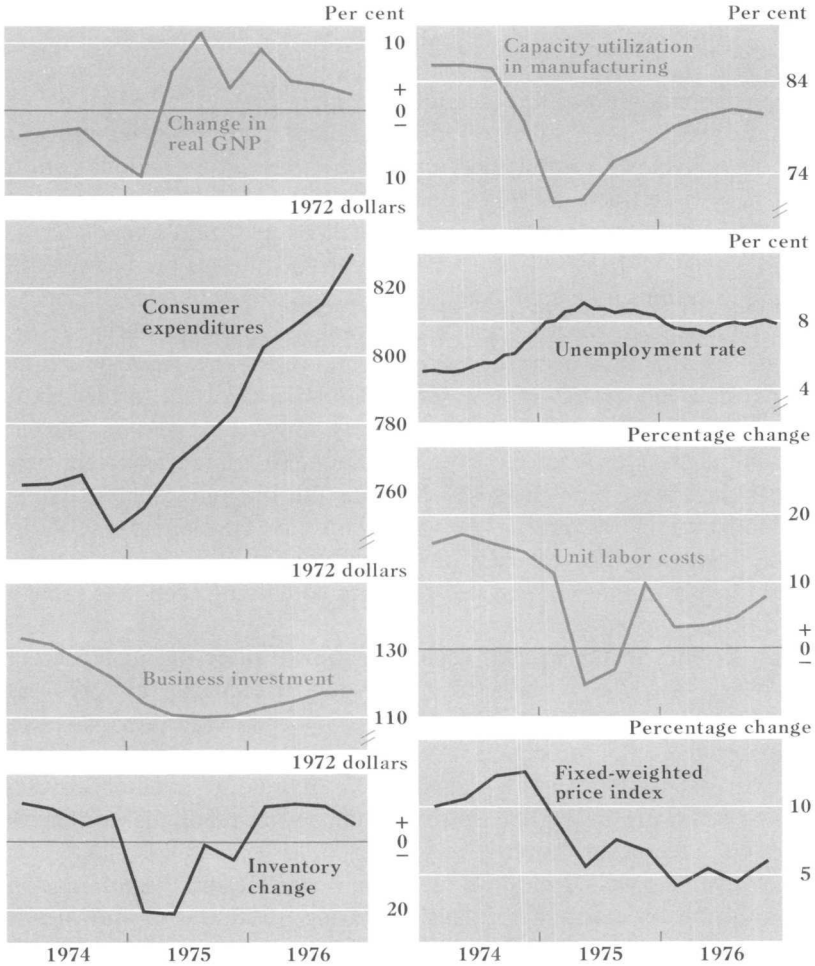 Per cent
10
+
0
−
10
Change in
real GNP
1972 dollars
820
800
780
760
Consumer
expenditures
1972 dollars
130
110
Business investment
1972 dollars
+
0
−
20
Inventory
change
1974 1975 1976
Per cent
84
74
Capacity utilization
in manufacturing
Per cent
8
4
Unemployment rate
Percentage change
20
10
+
0
−
Unit labor costs
Percentage change
10
5
Fixed-weighted
price index
1974 1975 1976